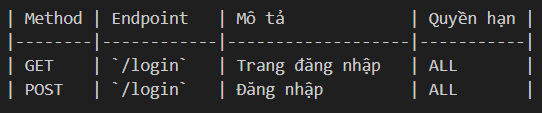 | Method | Endpoint   | Mô tả            | Quyền hạn |
|--------|------------|------------------|-----------|
| GET    | `/login`   | Trang đăng nhập  | ALL       |
| POST   | `/login`   | Đăng nhập        | ALL       |